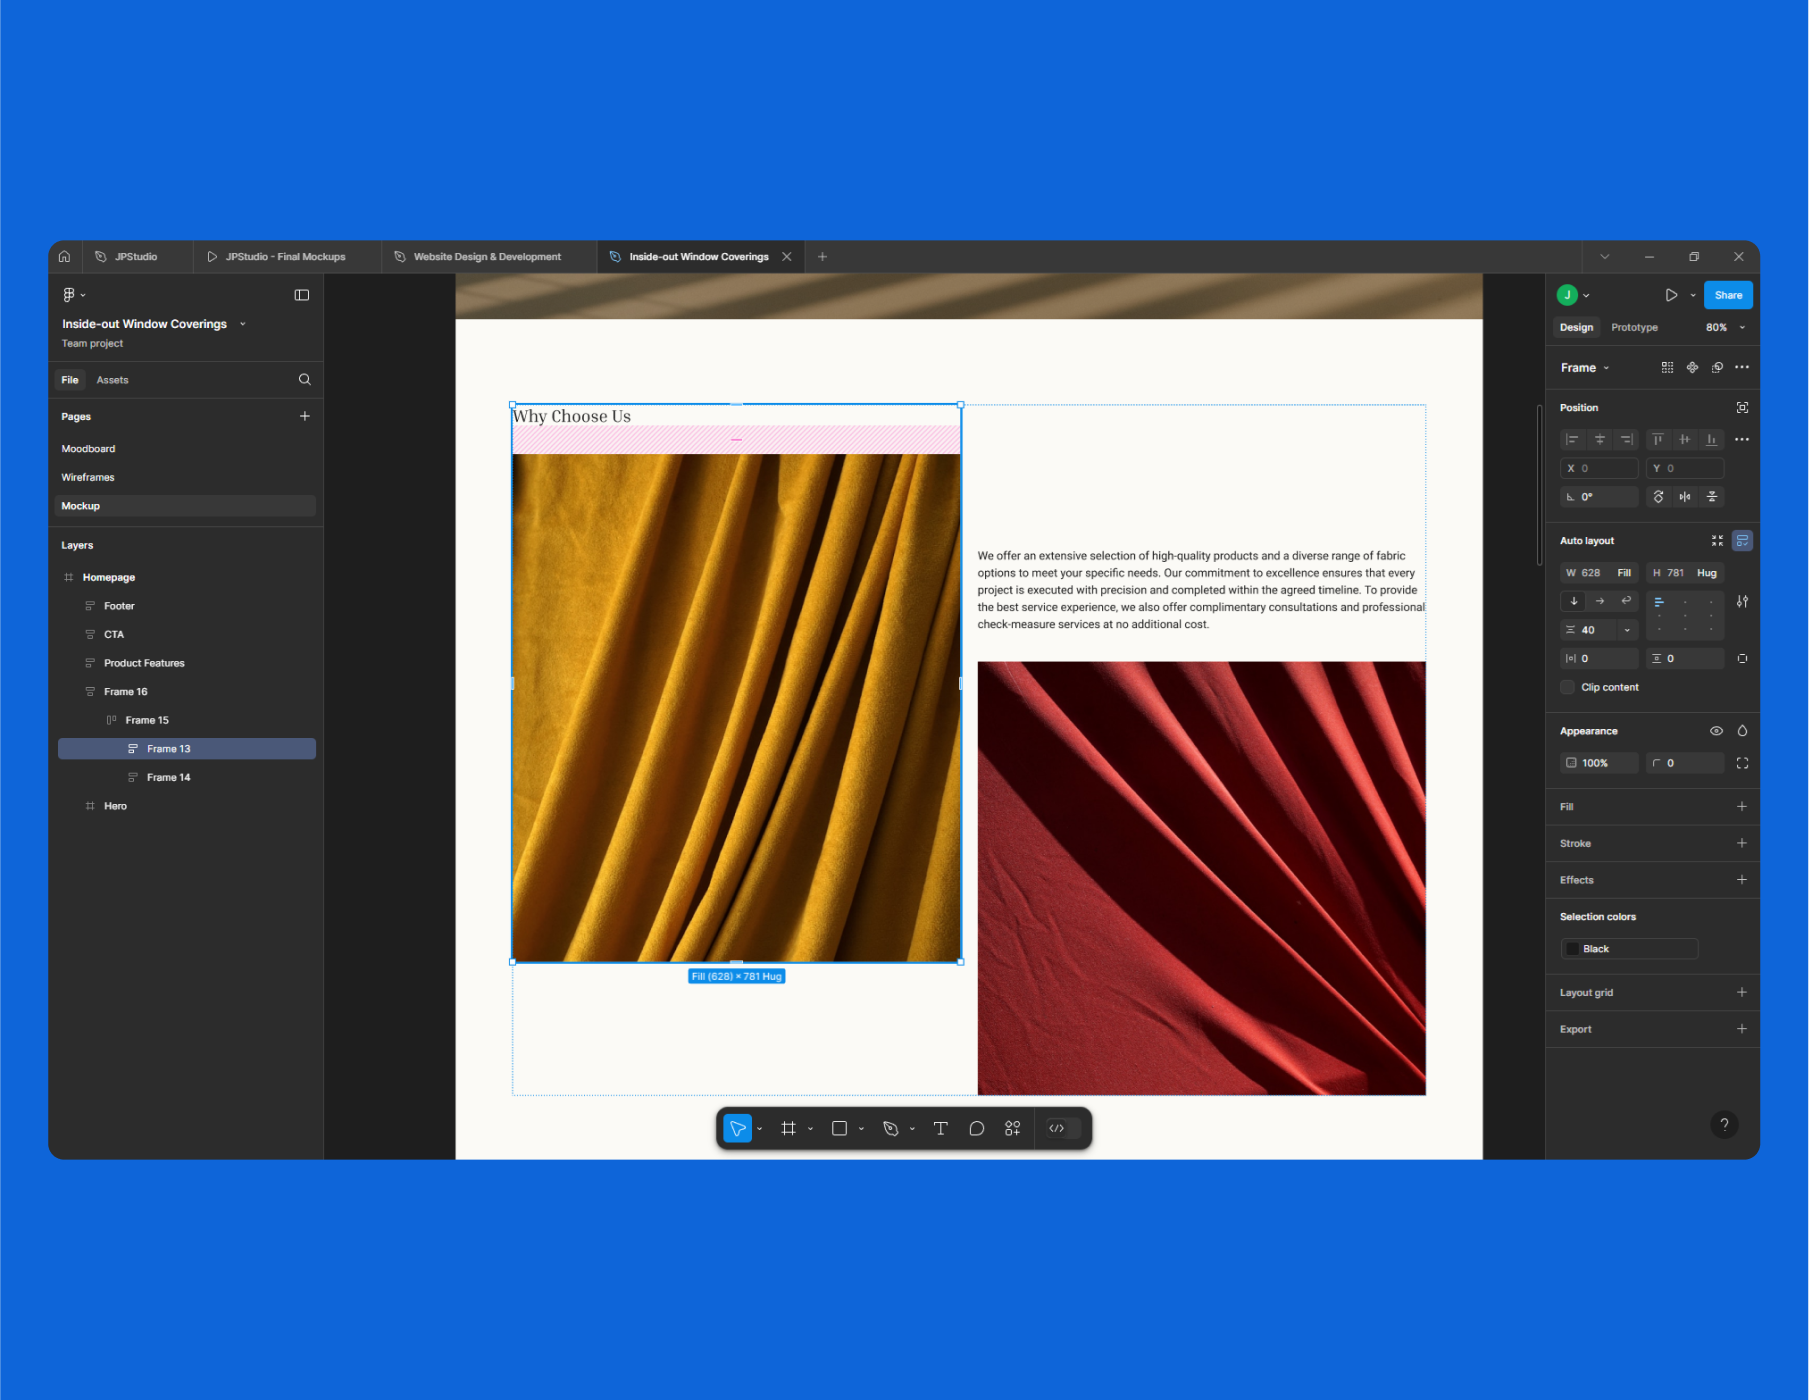 JPStudio
JPStudio - Final Mockups
Website Design & Development
Inside-out Window Coverings
Inside-out Window Coverings
Team project
File
Assets
Pages
Moodboard
Wireframes
Mockup
Layers
Homepage
Footer
CTA
Product Features
Frame 16
Frame 15
Frame 13
Frame 14
Hero
Why Choose Us
Fill (628) × 781 Hug
We offer an extensive selection of high-quality products and a diverse range of fabric
options to meet your specific needs. Our commitment to excellence ensures that every
project is executed with precision and completed within the agreed timeline. To provide
the best service experience, we also offer complimentary consultations and professional
check-measure services at no additional cost.
J
Share
Design
Prototype
80%
Frame
Position
X 0
Y 0
0°
Auto layout
W 628 Fill
H 781 Hug
40
0
0
Clip content
Appearance
100%
0
Fill
Stroke
Effects
Selection colors
Black
Layout grid
Export
?